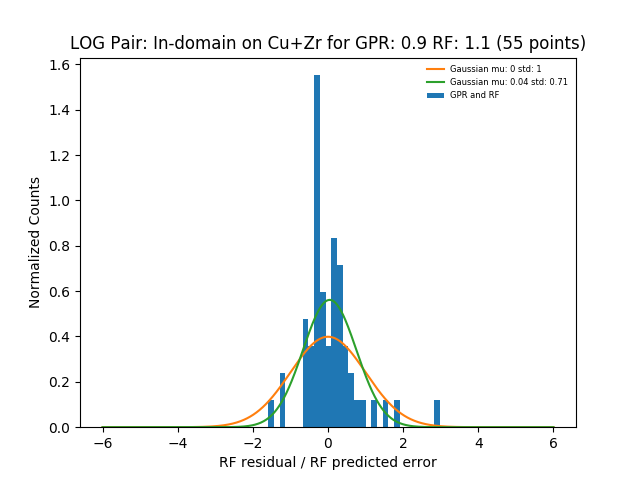 LOG Pair: In-domain on Cu+Zr for GPR: 0.9 RF: 1.1 (55 points)
Gaussian mu: 0 std: 1
Gaussian mu: 0.04 std: 0.71
GPR and RF
Normalized Counts
1.6
1.4
1.2
1.0
0.8
0.6
0.4
0.2
0.0
−6 −4 −2 0 2 4 6
RF residual / RF predicted error